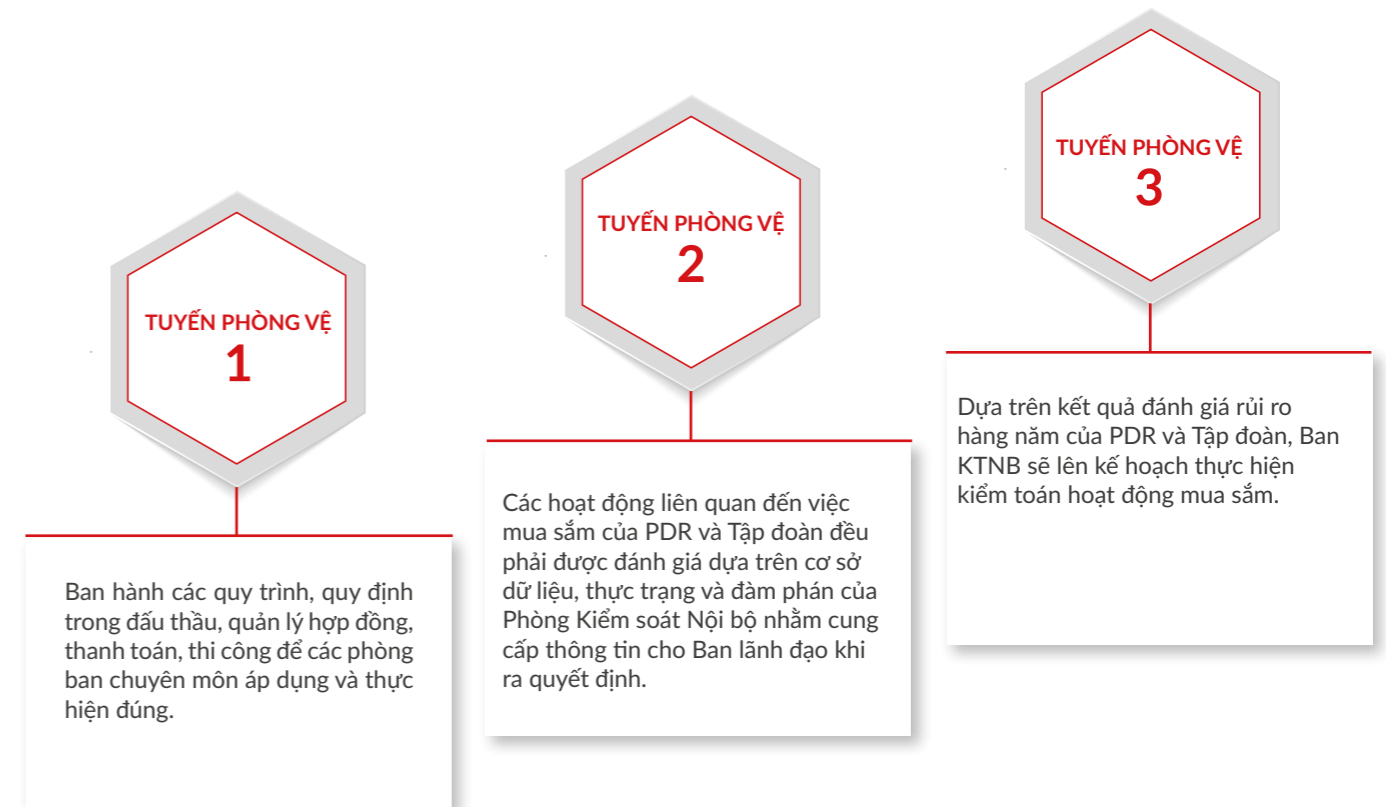 TUYẾN PHÒNG VỆ
1
Ban hành các quy trình, quy định
trong đấu thầu, quản lý hợp đồng,
thanh toán, thi công để các phòng
ban chuyên môn áp dụng và thực
hiện đúng.
TUYẾN PHÒNG VỆ
2
Các hoạt động liên quan đến việc
mua sắm của PDR và Tập đoàn đều
phải được đánh giá dựa trên cơ sở
dữ liệu, thực trạng và đàm phán của
Phòng Kiểm soát Nội bộ nhằm cung
cấp thông tin cho Ban lãnh đạo khi
ra quyết định.
TUYẾN PHÒNG VỆ
3
Dựa trên kết quả đánh giá rủi ro
hàng năm của PDR và Tập đoàn, Ban
KTNB sẽ lên kế hoạch thực hiện
kiểm toán hoạt động mua sắm.